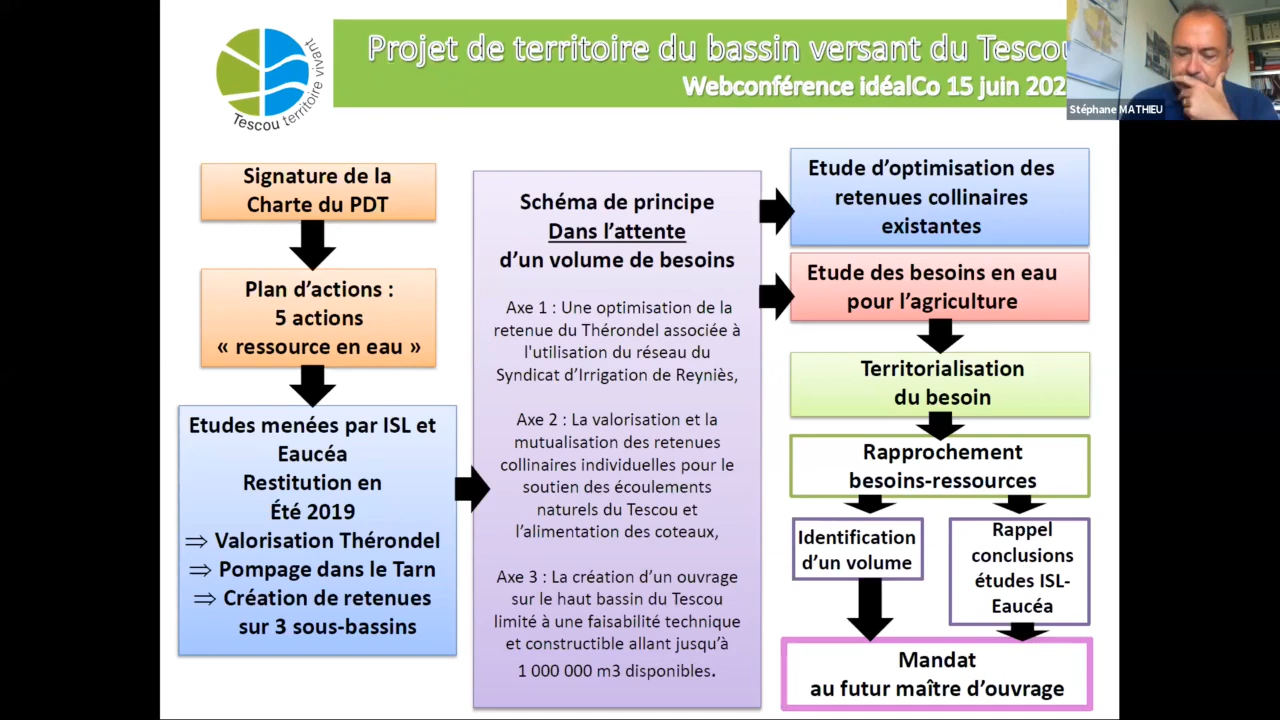 Projet de territoire du bassin versant du Tescou
Webconférence idéalCo 15 juin 202
Stéphane MATHIEU
Tescou territoire vivant
Signature de la
Charte du PDT
Plan d'actions :
5 actions
« ressource en eau »
Etudes menées par ISL et
Eaucéa
Restitution en
Été 2019
⇒ Valorisation Thérondel
⇒ Pompage dans le Tarn
⇒ Création de retenues
sur 3 sous-bassins
Schéma de principe
Dans l'attente
d'un volume de besoins
Axe 1 : Une optimisation de la
retenue du Thérondel associée à
l'utilisation du réseau du
Syndicat d'Irrigation de Reyniès,
Axe 2 : La valorisation et la
mutualisation des retenues
collinaires individuelles pour le
soutien des écoulements
naturels du Tescou et
l'alimentation des coteaux,
Axe 3 : La création d'un ouvrage
sur le haut bassin du Tescou
limité à une faisabilité technique
et constructible allant jusqu'à
1 000 000 m3 disponibles.
Etude d'optimisation des
retenues collinaires
existantes
Etude des besoins en eau
pour l'agriculture
Territorialisation
du besoin
Rapprochement
besoins-ressources
Identification
d'un volume
Rappel
conclusions
études ISL-
Eaucéa
Mandat
au futur maître d'ouvrage